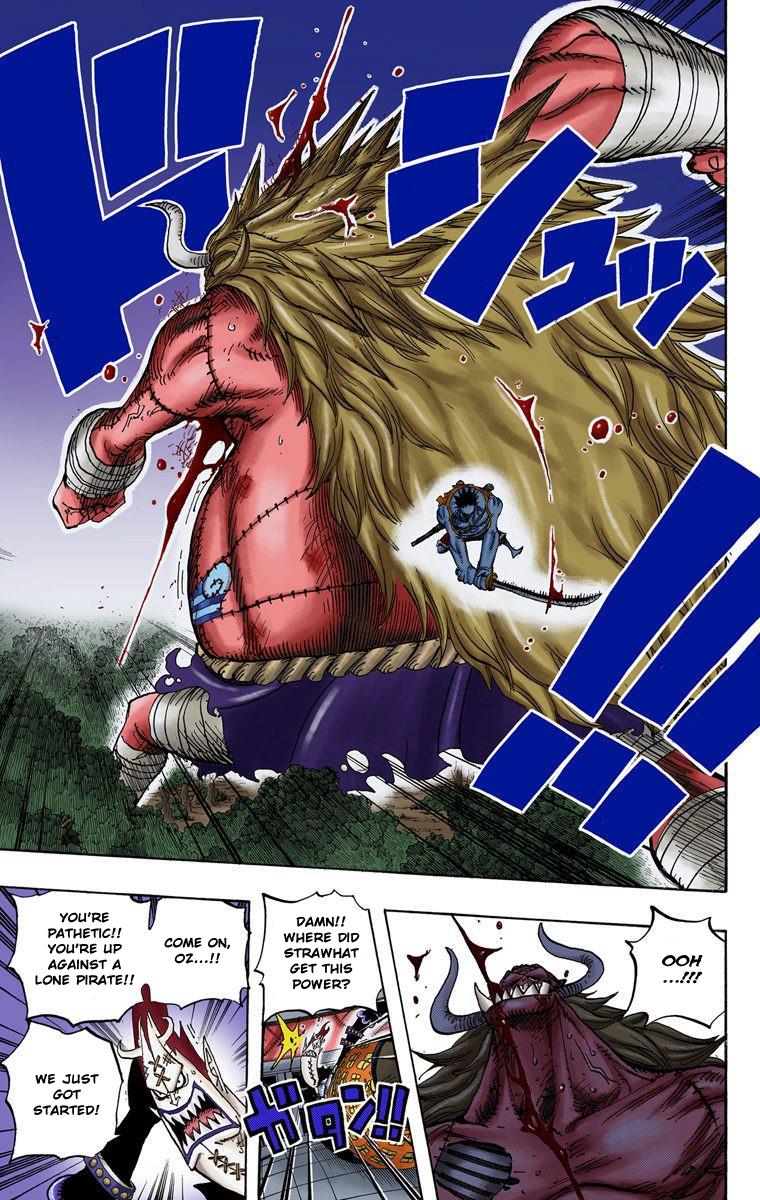 ドシュッ!!!
OOH
...!!!
DAMN!!
WHERE DID
STRAWHAT
GET THIS
POWER?
ガタン!!
COME ON,
OZ...!!
YOU'RE
PATHETIC!!
YOU'RE UP
AGAINST A
LONE PIRATE!!
WE JUST
GOT
STARTED!